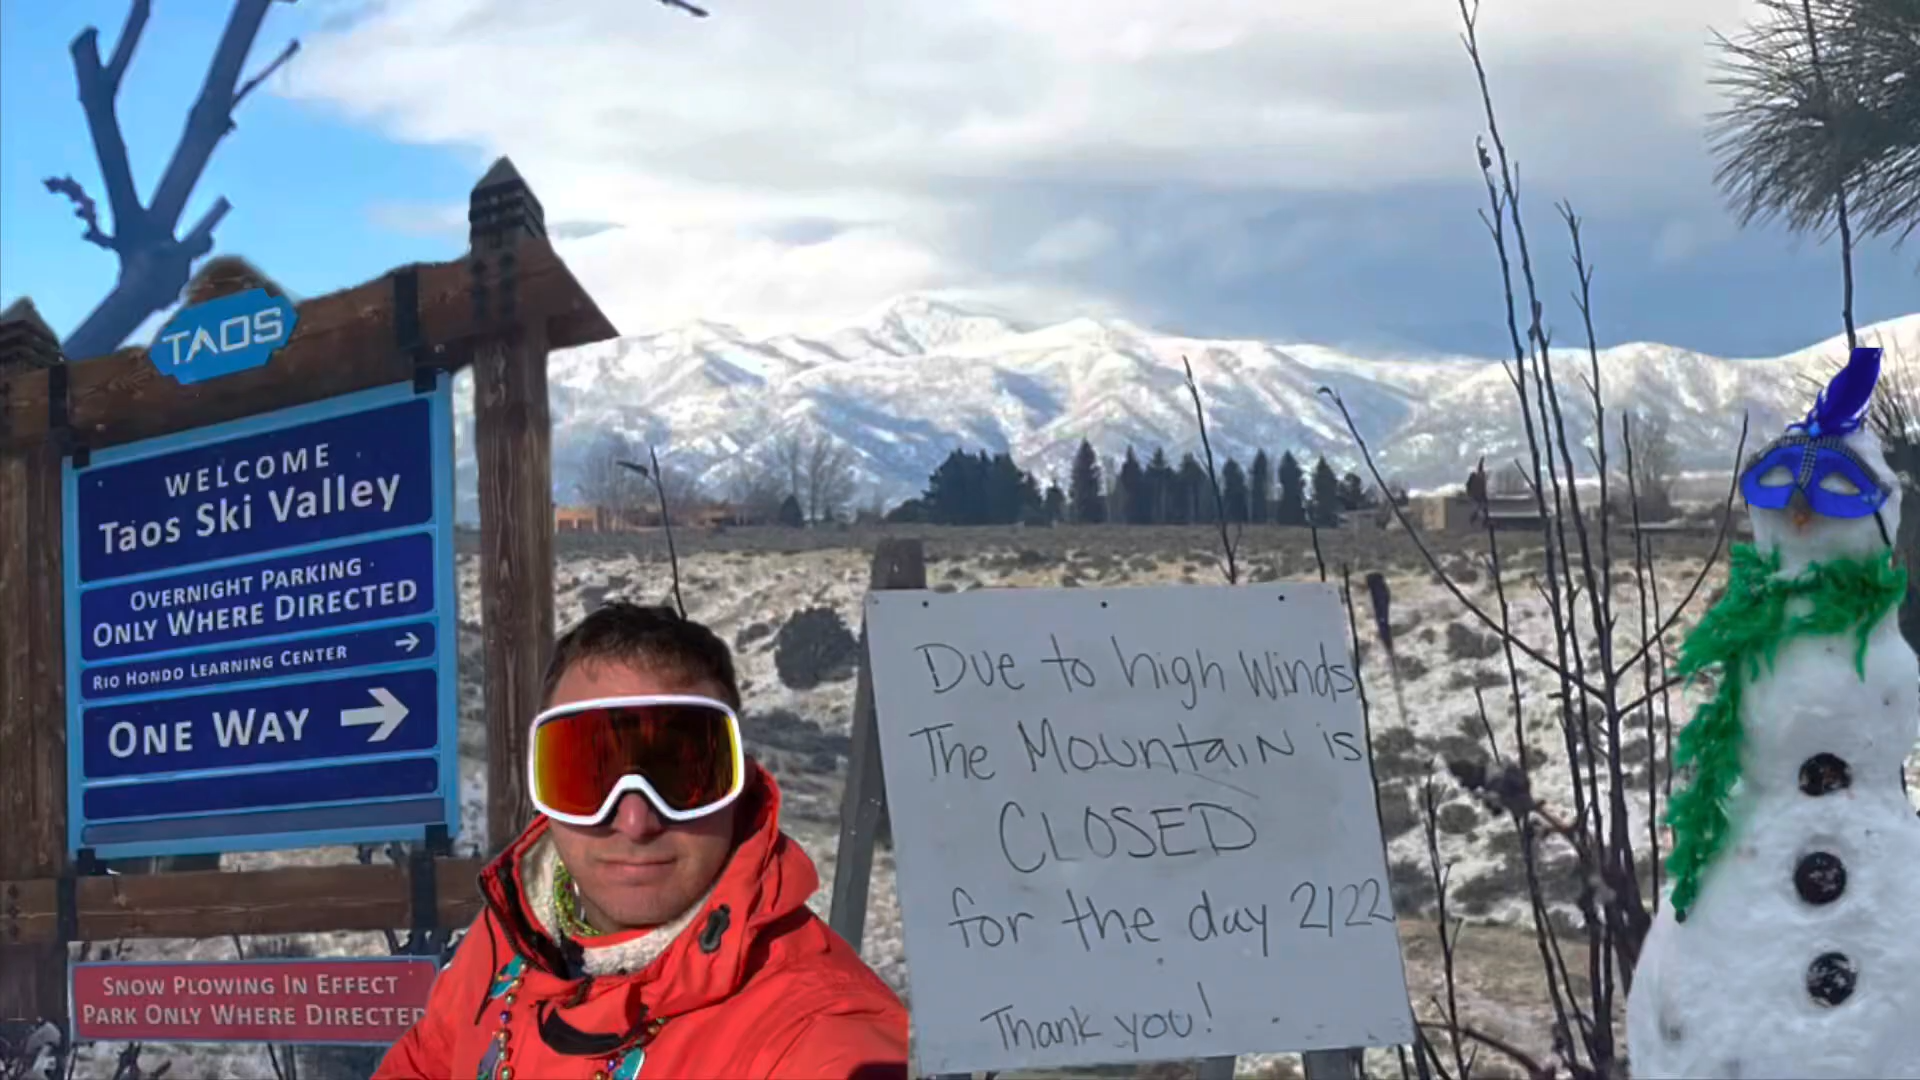 TAOS
WELCOME
Taos Ski Valley
OVERNIGHT PARKING
ONLY WHERE DIRECTED
RIO HONDO LEARNING CENTER →
ONE WAY →
SNOW PLOWING IN EFFECT
PARK ONLY WHERE DIRECTED
Due to high Winds
The Mountain is
CLOSED
for the day 2/22
Thank you!